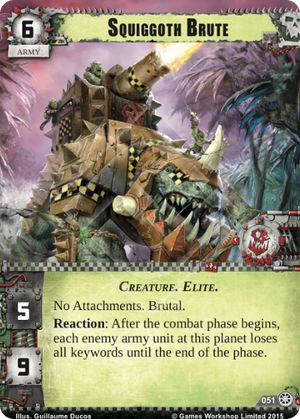 6
ARMY
SQUIGGOTH BRUTE
CREATURE. ELITE.
5
9
No Attachments. Brutal.
Reaction: After the combat phase begins,
each enemy army unit at this planet loses
all keywords until the end of the phase.
051
Illus. Guillaume Ducos
© Games Workshop Limited 2015